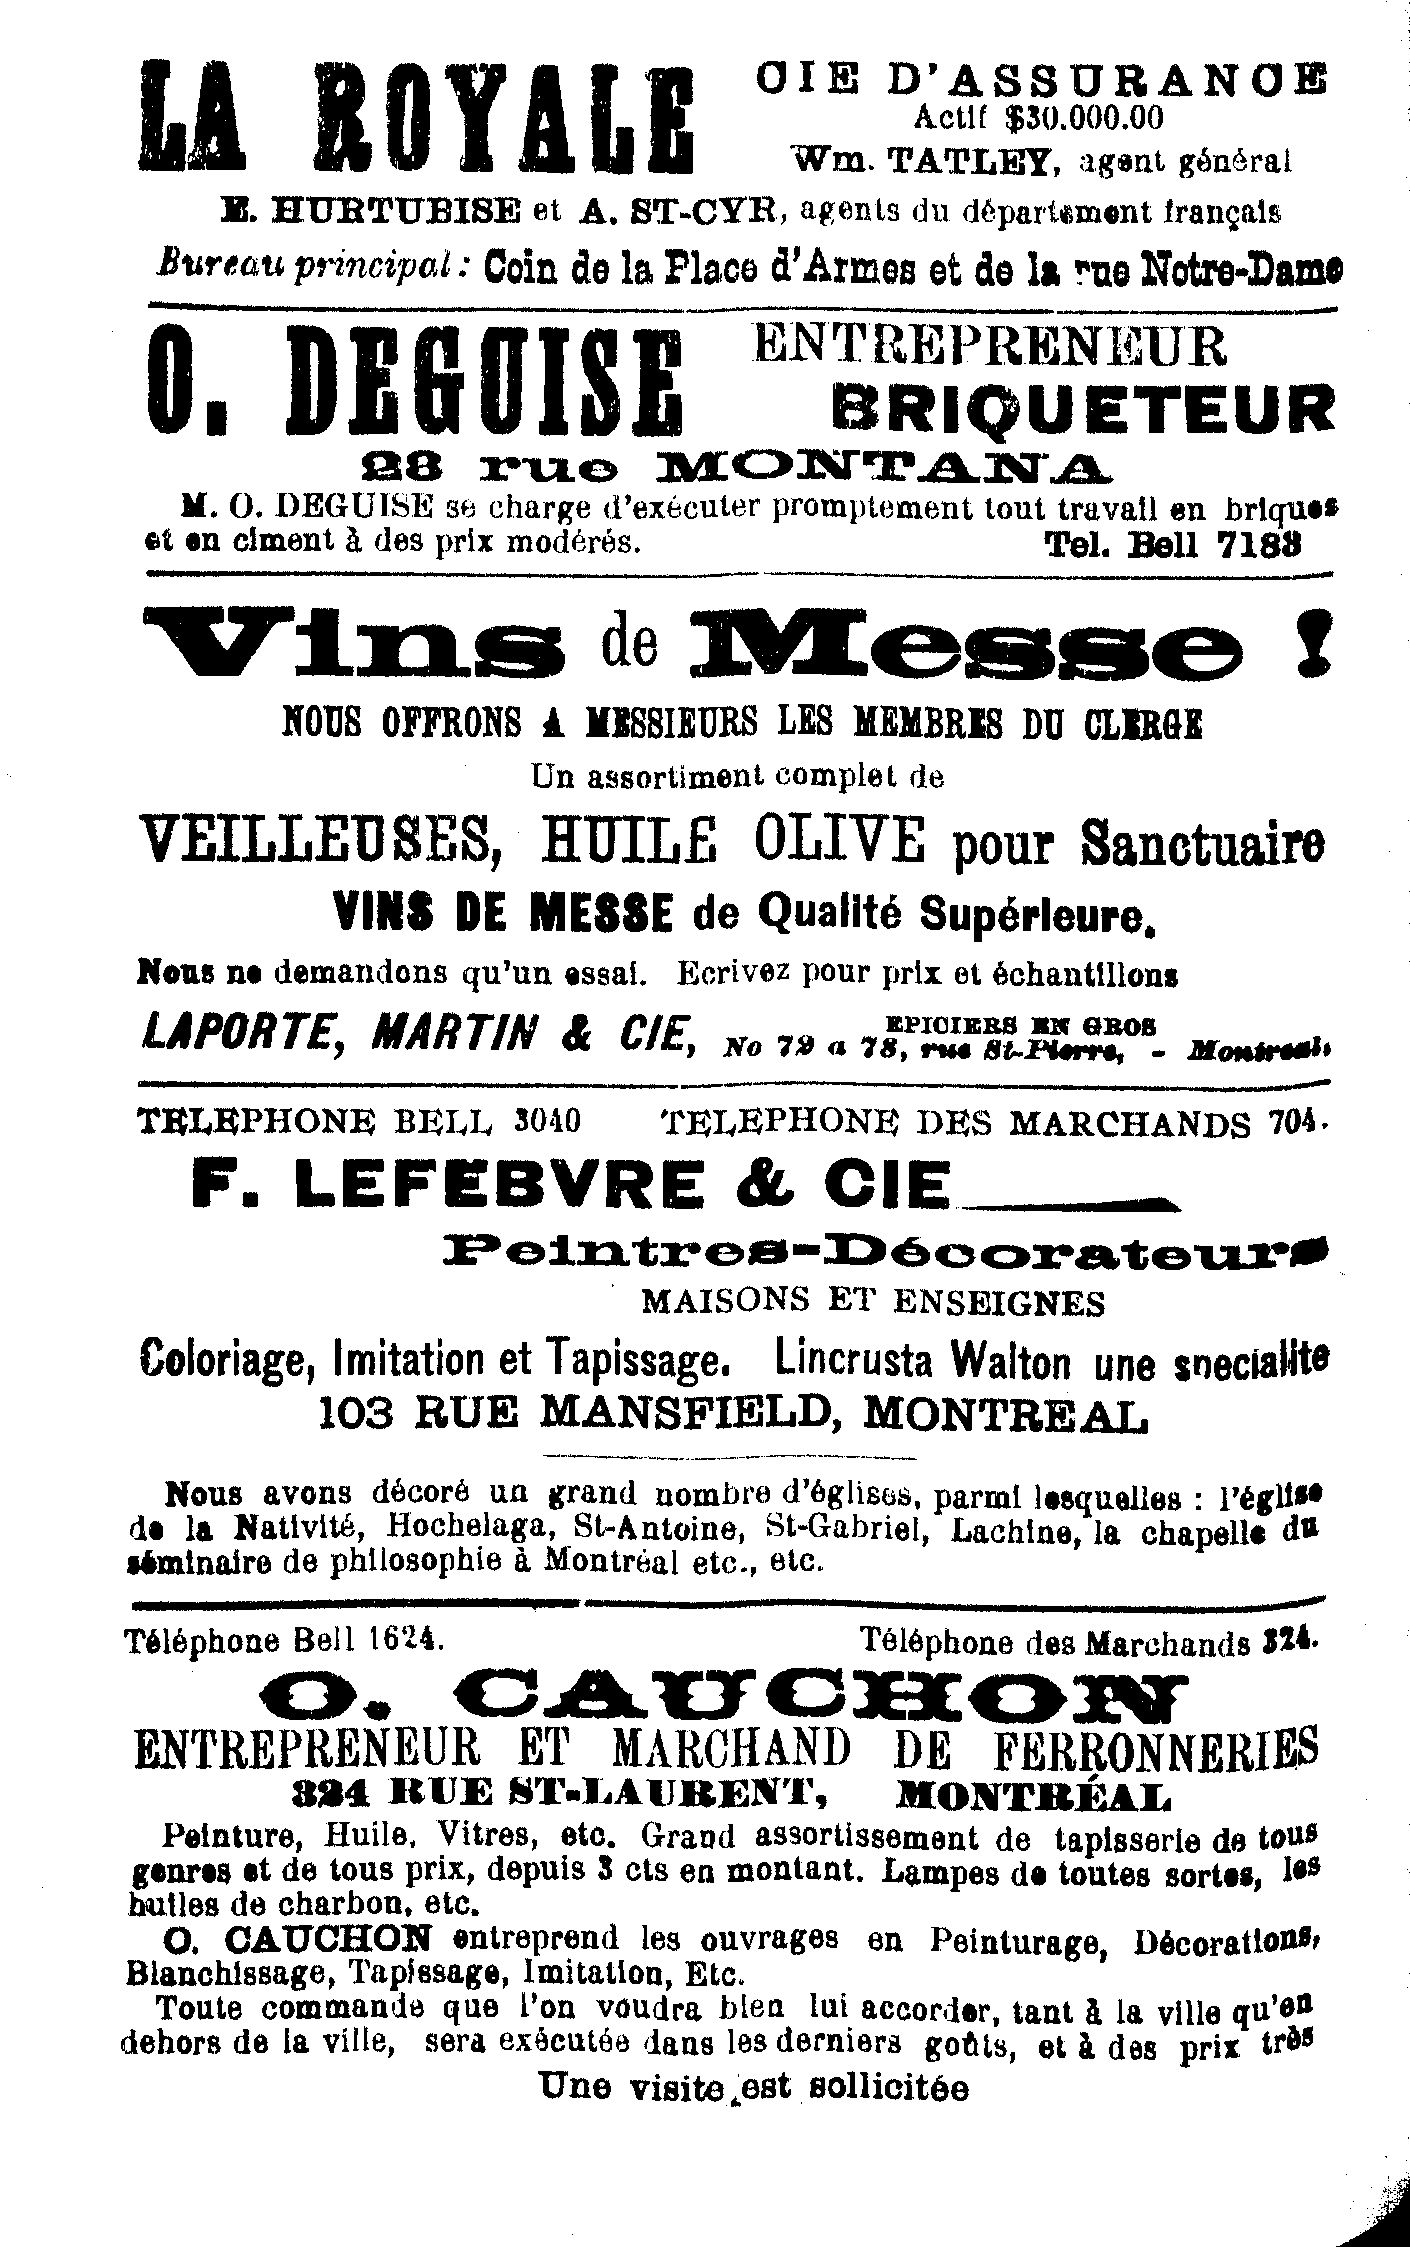 LA ROYALE CIE D'ASSURANCE
Actif $30.000.00
Wm. TATLEY, agent général
E. HURTUBISE et A. ST-CYR, agents du département français
Bureau principal: Coin de la Place d'Armes et de la rue Notre-Dame
O. DEGUISE ENTREPRENEUR
BRIQUETEUR
28 rue MONTANA
M. O. DEGUISE se charge d'exécuter promptement tout travail en briques
et en ciment à des prix modérés. Tel. Bell 7188
Vins de Messe !
NOUS OFFRONS A MESSIEURS LES MEMBRES DU CLERGE
Un assortiment complet de
VEILLEUSES, HUILE OLIVE pour Sanctuaire
VINS DE MESSE de Qualité Supérieure.
Nous ne demandons qu'un essai. Ecrivez pour prix et échantillons
LAPORTE, MARTIN & CIE, EPICIERS EN GROS
No 72 a 78, rue St-Pierre, - Montreal.
TELEPHONE BELL 3040 TELEPHONE DES MARCHANDS 704.
F. LEFEBVRE & CIE
Peintres-Décorateurs
MAISONS ET ENSEIGNES
Coloriage, Imitation et Tapissage. Lincrusta Walton une specialite
103 RUE MANSFIELD, MONTREAL
Nous avons décoré un grand nombre d'églises, parmi lesquelles : l'église
de la Nativité, Hochelaga, St-Antoine, St-Gabriel, Lachine, la chapelle du
séminaire de philosophie à Montréal etc., etc.
Téléphone Bell 1624. Téléphone des Marchands 324.
O. CAUCHON
ENTREPRENEUR ET MARCHAND DE FERRONNERIES
324 RUE ST-LAURENT, MONTRÉAL
Peinture, Huile, Vitres, etc. Grand assortissement de tapisserie de tous
genres et de tous prix, depuis 3 cts en montant. Lampes de toutes sortes, les
huiles de charbon, etc.
O. CAUCHON entreprend les ouvrages en Peinturage, Décorations,
Blanchissage, Tapissage, Imitation, Etc.
Toute commande que l'on voudra bien lui accorder, tant à la ville qu'en
dehors de la ville, sera exécutée dans les derniers goûts, et à des prix très
Une visite est sollicitée